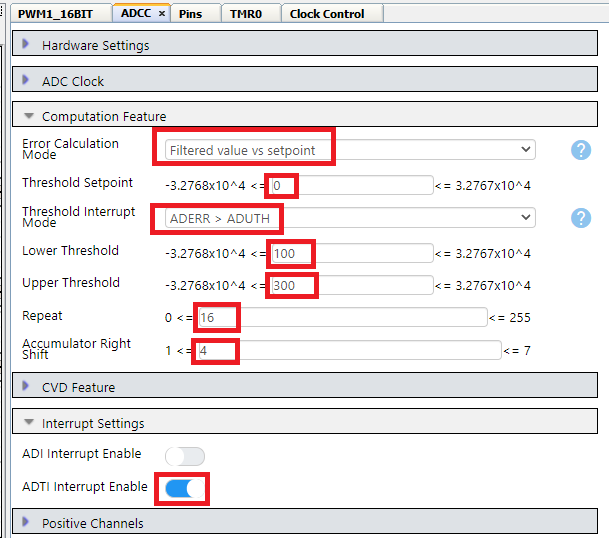 PWM1_16BIT ADCC Pins TMR0 Clock Control
Hardware Settings
ADC Clock
Computation Feature
Error Calculation
Mode
Filtered value vs setpoint
?
Threshold Setpoint -3.2768x10^4 <= 0 <= 3.2767x10^4
Threshold Interrupt
Mode
ADERR > ADUTH
?
Lower Threshold -3.2768x10^4 <= 100 <= 3.2767x10^4
Upper Threshold -3.2768x10^4 <= 300 <= 3.2767x10^4
Repeat 0 <= 16 <= 255
Accumulator Right
Shift
1 <= 4 <= 7
CVD Feature
Interrupt Settings
ADI Interrupt Enable
ADTI Interrupt Enable
Positive Channels